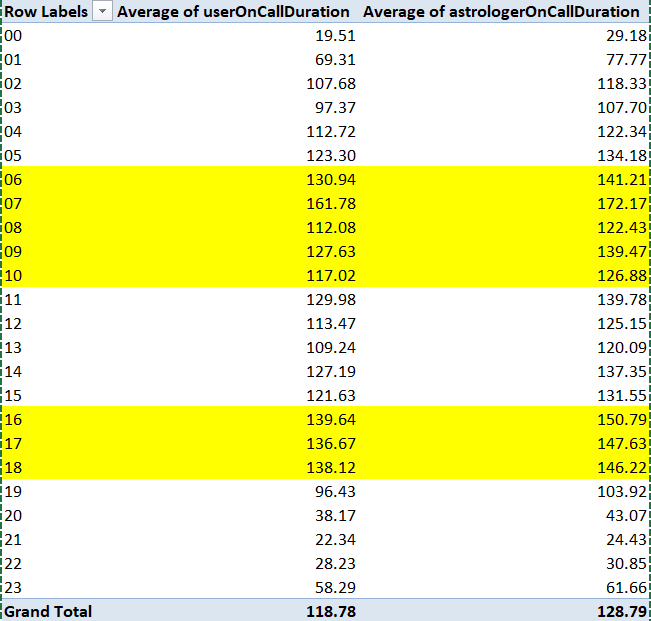 Row Labels Average of userOnCallDuration Average of astrologerOnCallDuration
00 19.51 29.18
01 69.31 77.77
02 107.68 118.33
03 97.37 107.70
04 112.72 122.34
05 123.30 134.18
06 130.94 141.21
07 161.78 172.17
08 112.08 122.43
09 127.63 139.47
10 117.02 126.88
11 129.98 139.78
12 113.47 125.15
13 109.24 120.09
14 127.19 137.35
15 121.63 131.55
16 139.64 150.79
17 136.67 147.63
18 138.12 146.22
19 96.43 103.92
20 38.17 43.07
21 22.34 24.43
22 28.23 30.85
23 58.29 61.66
Grand Total 118.78 128.79